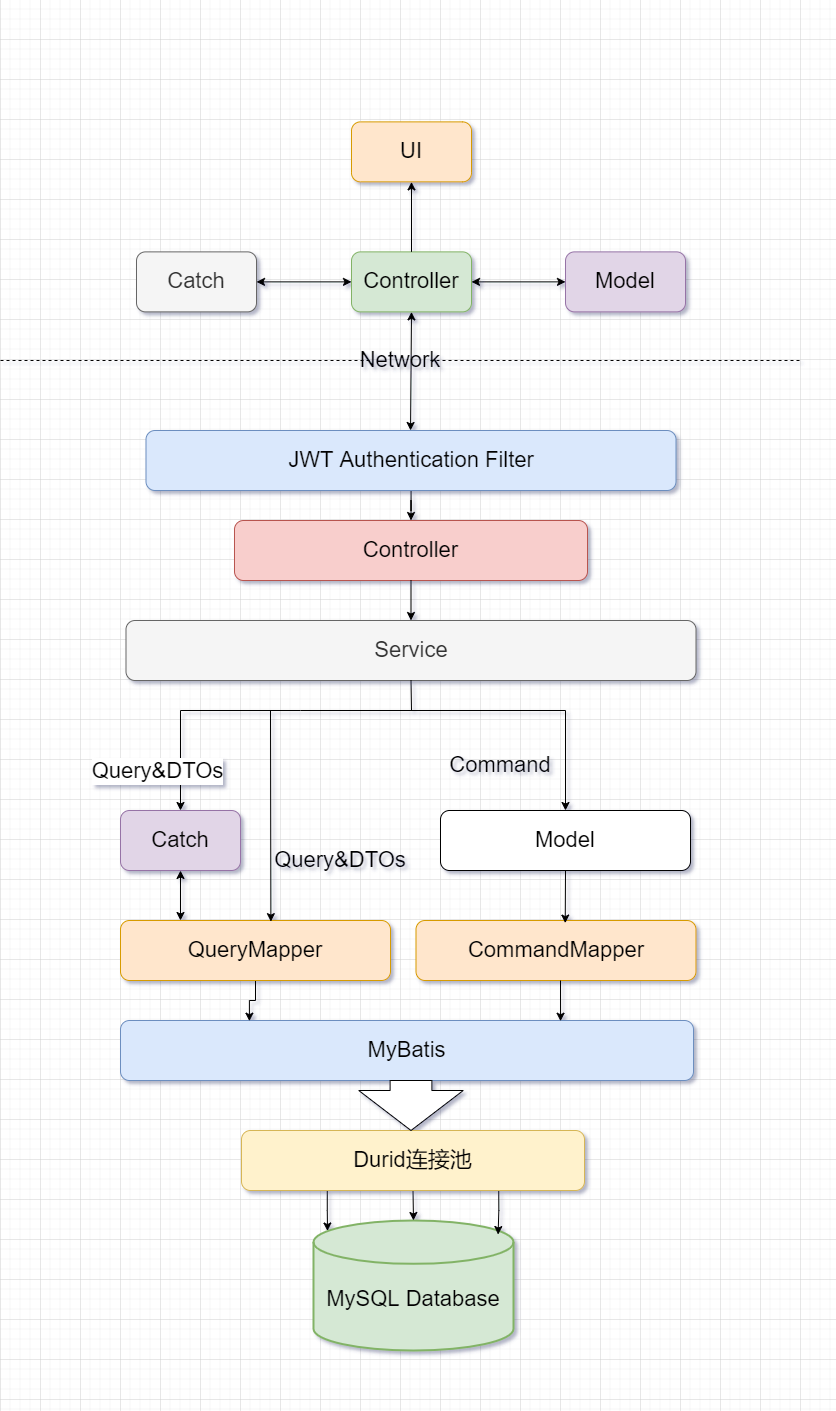 UI
Catch
Controller
Model
Network
JWT Authentication Filter
Controller
Service
Query&DTOs
Command
Catch
Query&DTOs
Model
QueryMapper
CommandMapper
MyBatis
Durid连接池
MySQL Database